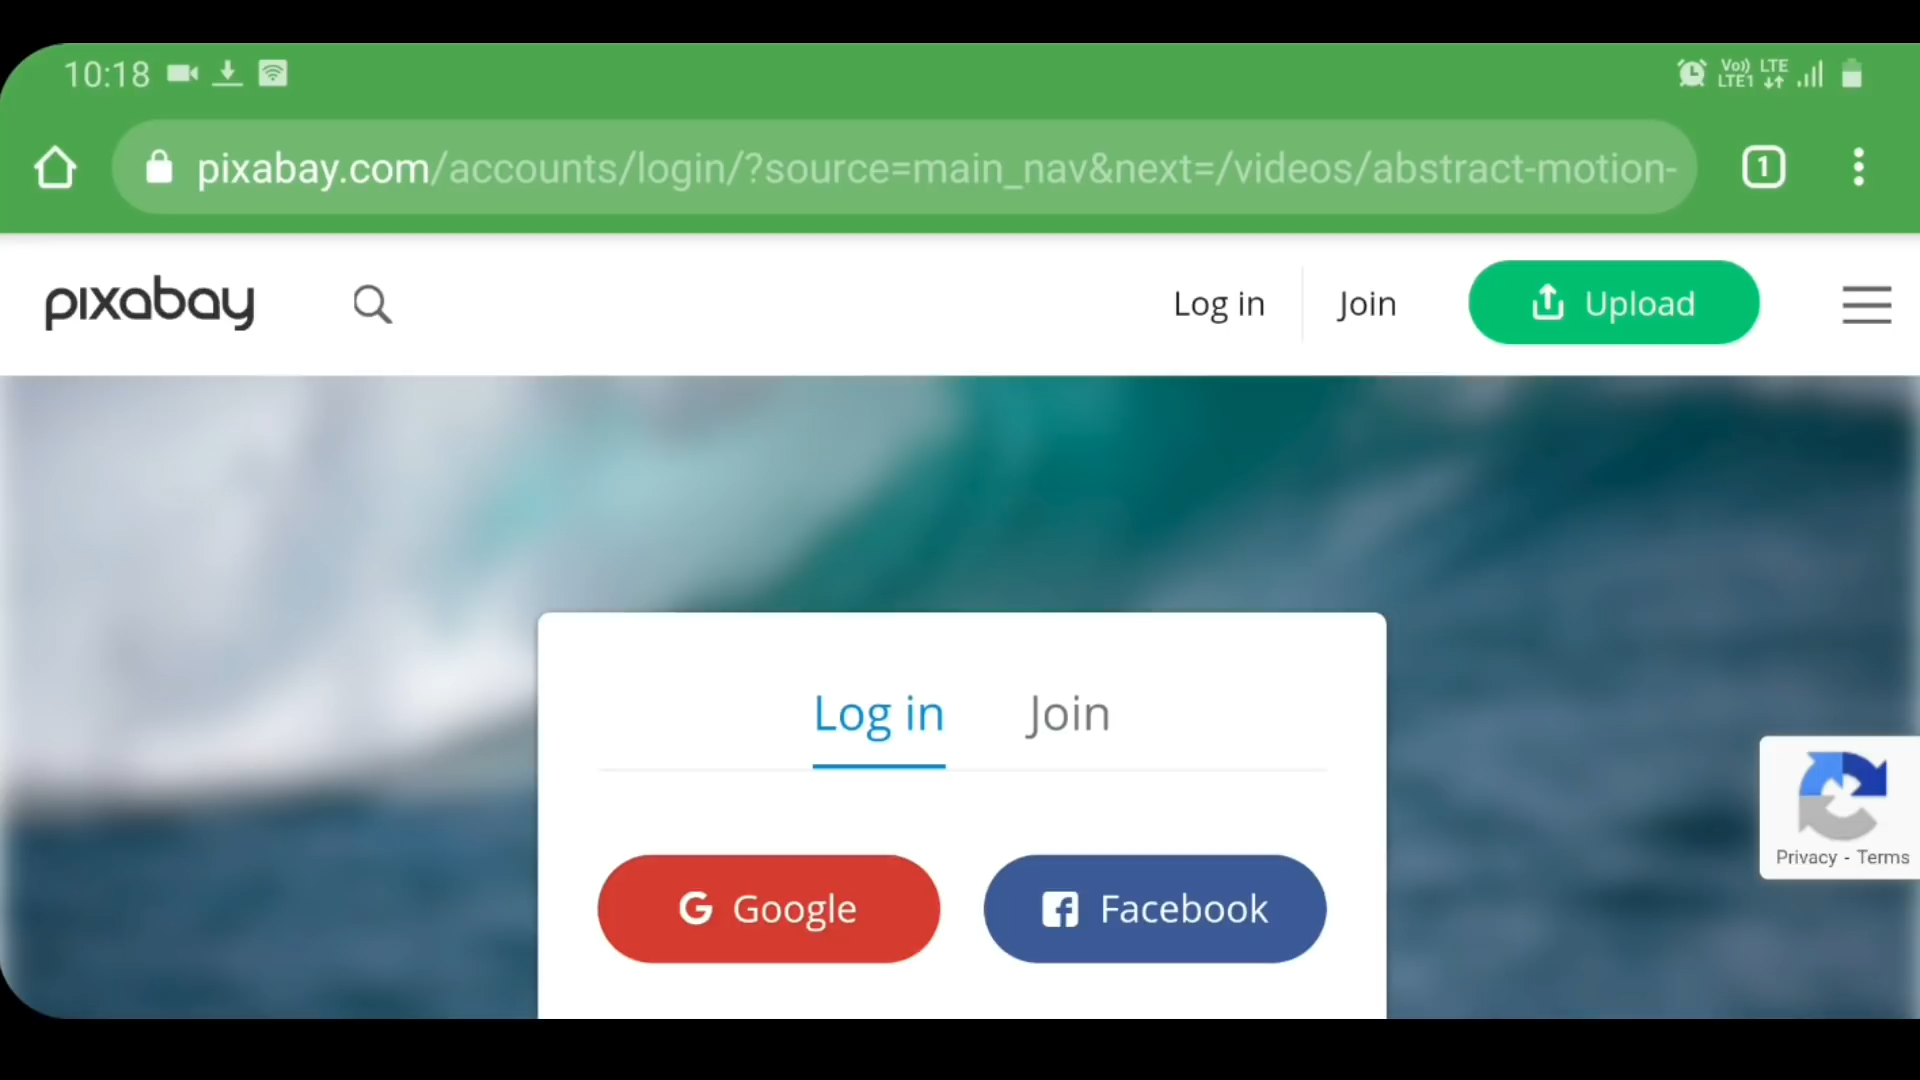 10:18 Vo)) LTE
LTE1
pixabay.com/accounts/login/?source=main_nav&next=/videos/abstract-motion-
1
pixabay Log in Join Upload
Log in Join
G Google f Facebook
Privacy - Terms